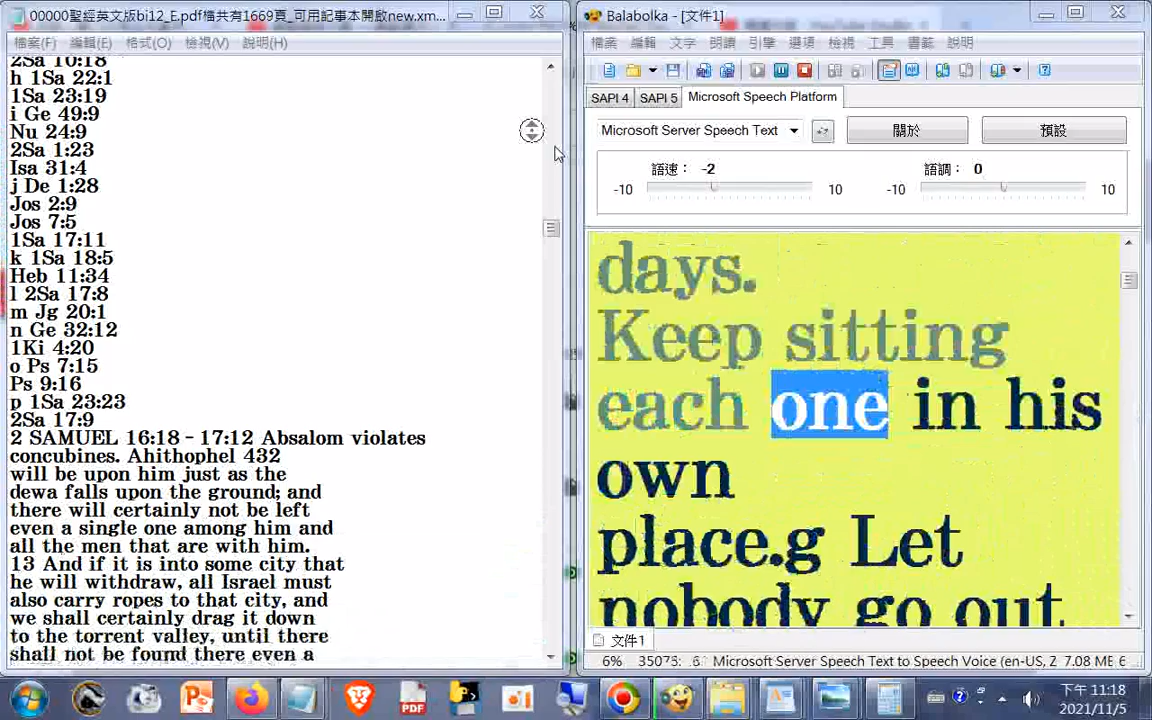 00000聖經英文版bi12_E.pdf檔共有1669頁_可用記事本開啟new.xm...
檔案(F) 編輯(E) 格式(O) 檢視(V) 說明(H)
2Sa 10:18
h 1Sa 22:1
1Sa 23:19
i Ge 49:9
Nu 24:9
2Sa 1:23
Isa 31:4
j De 1:28
Jos 2:9
Jos 7:5
1Sa 17:11
k 1Sa 18:5
Heb 11:34
l 2Sa 17:8
m Jg 20:1
n Ge 32:12
1Ki 4:20
o Ps 7:15
Ps 9:16
p 1Sa 23:23
2Sa 17:9
2 SAMUEL 16:18-17:12 Absalom violates
concubines. Ahithophel 432
will be upon him just as the
dewa falls upon the ground; and
there will certainly not be left
even a single one among him and
all the men that are with him.
13 And if it is into some city that
he will withdraw, all Israel must
also carry ropes to that city, and
we shall certainly drag it down
to the torrent valley, until there
shall not be found there even a
Balabolka - [文件1]
檔案 編輯 文字 朗讀 引擎 選項 檢視 工具 書籤 說明
SAPI 4 SAPI 5 Microsoft Speech Platform
Microsoft Server Speech Text 關於 預設
語速： -2 語調： 0
-10 10 -10 10
days.
Keep sitting
each one in his
own
place.g Let
nobody go out
文件1
6% 35073: Microsoft Server Speech Text to Speech Voice (en-US, 2 7.08 MB 6
PDF
下午 11:18
2021/11/5